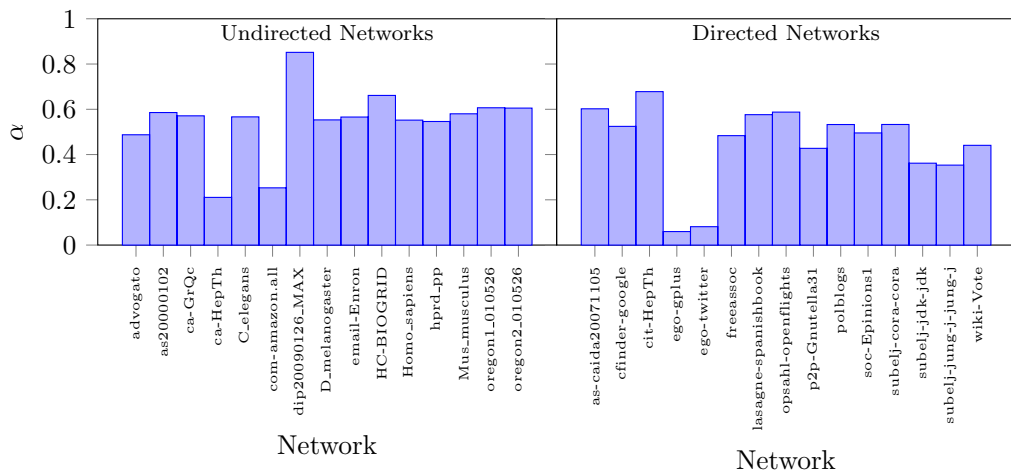 Undirected Networks
Directed Networks
1
0.8
0.6
0.4
0.2
0
α
advogato
as20000102
ca-GrQc
ca-HepTh
C_elegans
com-amazon.all
dip20090126_MAX
D_melanogaster
email-Enron
HC-BIOGRID
Homo_sapiens
hprd-pp
Mus_musculus
oregon1_010526
oregon2_010526
Network
as-caida20071105
cfinder-google
cit-HepTh
ego-gplus
ego-twitter
freeassoc
lasagne-spanishbook
opsahl-openflights
p2p-Gnutella31
polblogs
soc-Epinions1
subelj-cora-cora
subelj-jdk-jdk
subelj-jung-j-jung-j
wiki-Vote
Network